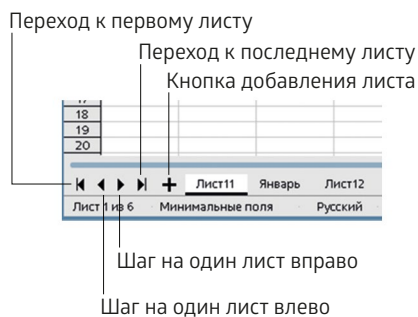 Переход к первому листу
Переход к последнему листу
Кнопка добавления листа
17
18
19
20
Лист11 Январь Лист12
Лист 1 из 6 Минимальные поля Русский
Шаг на один лист вправо
Шаг на один лист влево